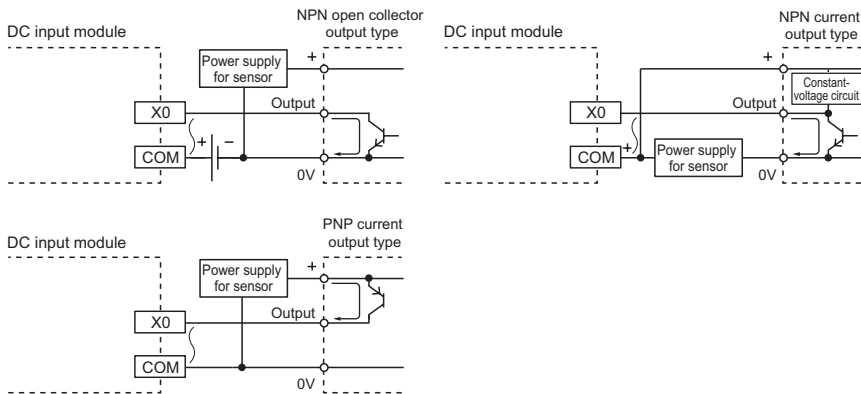 NPN open collector
output type
DC input module
Power supply
for sensor
+
Output
X0
+
−
COM
0V
NPN current
output type
DC input module
+
Constant-
voltage circuit
Output
X0
COM
+
Power supply
for sensor
0V
PNP current
output type
DC input module
Power supply
for sensor
+
Output
X0
COM
0V